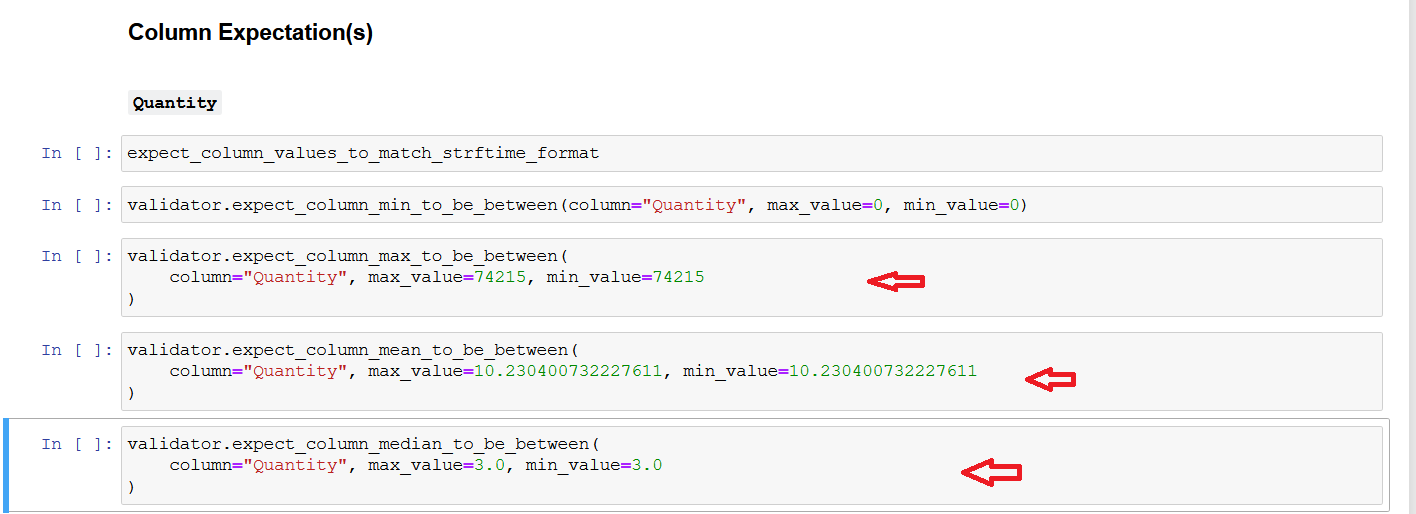 Column Expectation(s)
Quantity
In [ ]: expect_column_values_to_match_strftime_format
In [ ]: validator.expect_column_min_to_be_between(column="Quantity", max_value=0, min_value=0)
In [ ]: validator.expect_column_max_to_be_between(
column="Quantity", max_value=74215, min_value=74215
)
In [ ]: validator.expect_column_mean_to_be_between(
column="Quantity", max_value=10.230400732227611, min_value=10.230400732227611
)
In [ ]: validator.expect_column_median_to_be_between(
column="Quantity", max_value=3.0, min_value=3.0
)